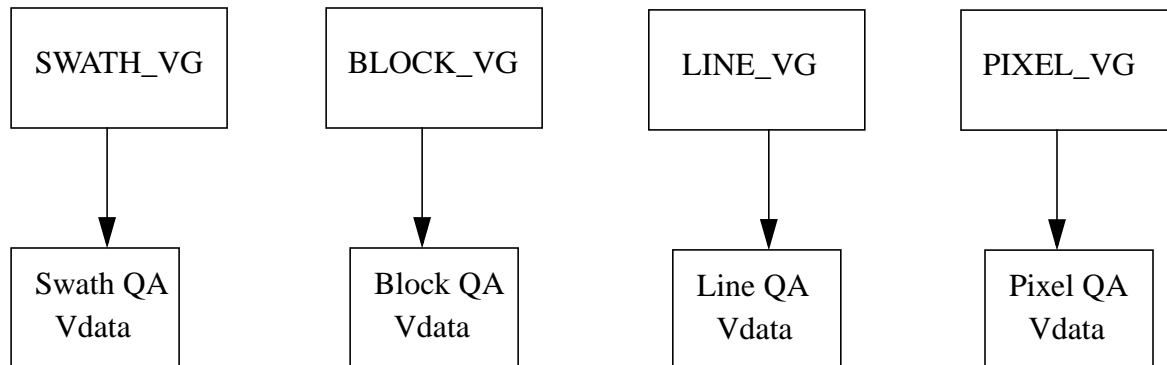 SWATH_VG
BLOCK_VG
LINE_VG
PIXEL_VG
Swath QA
Vdata
Block QA
Vdata
Line QA
Vdata
Pixel QA
Vdata